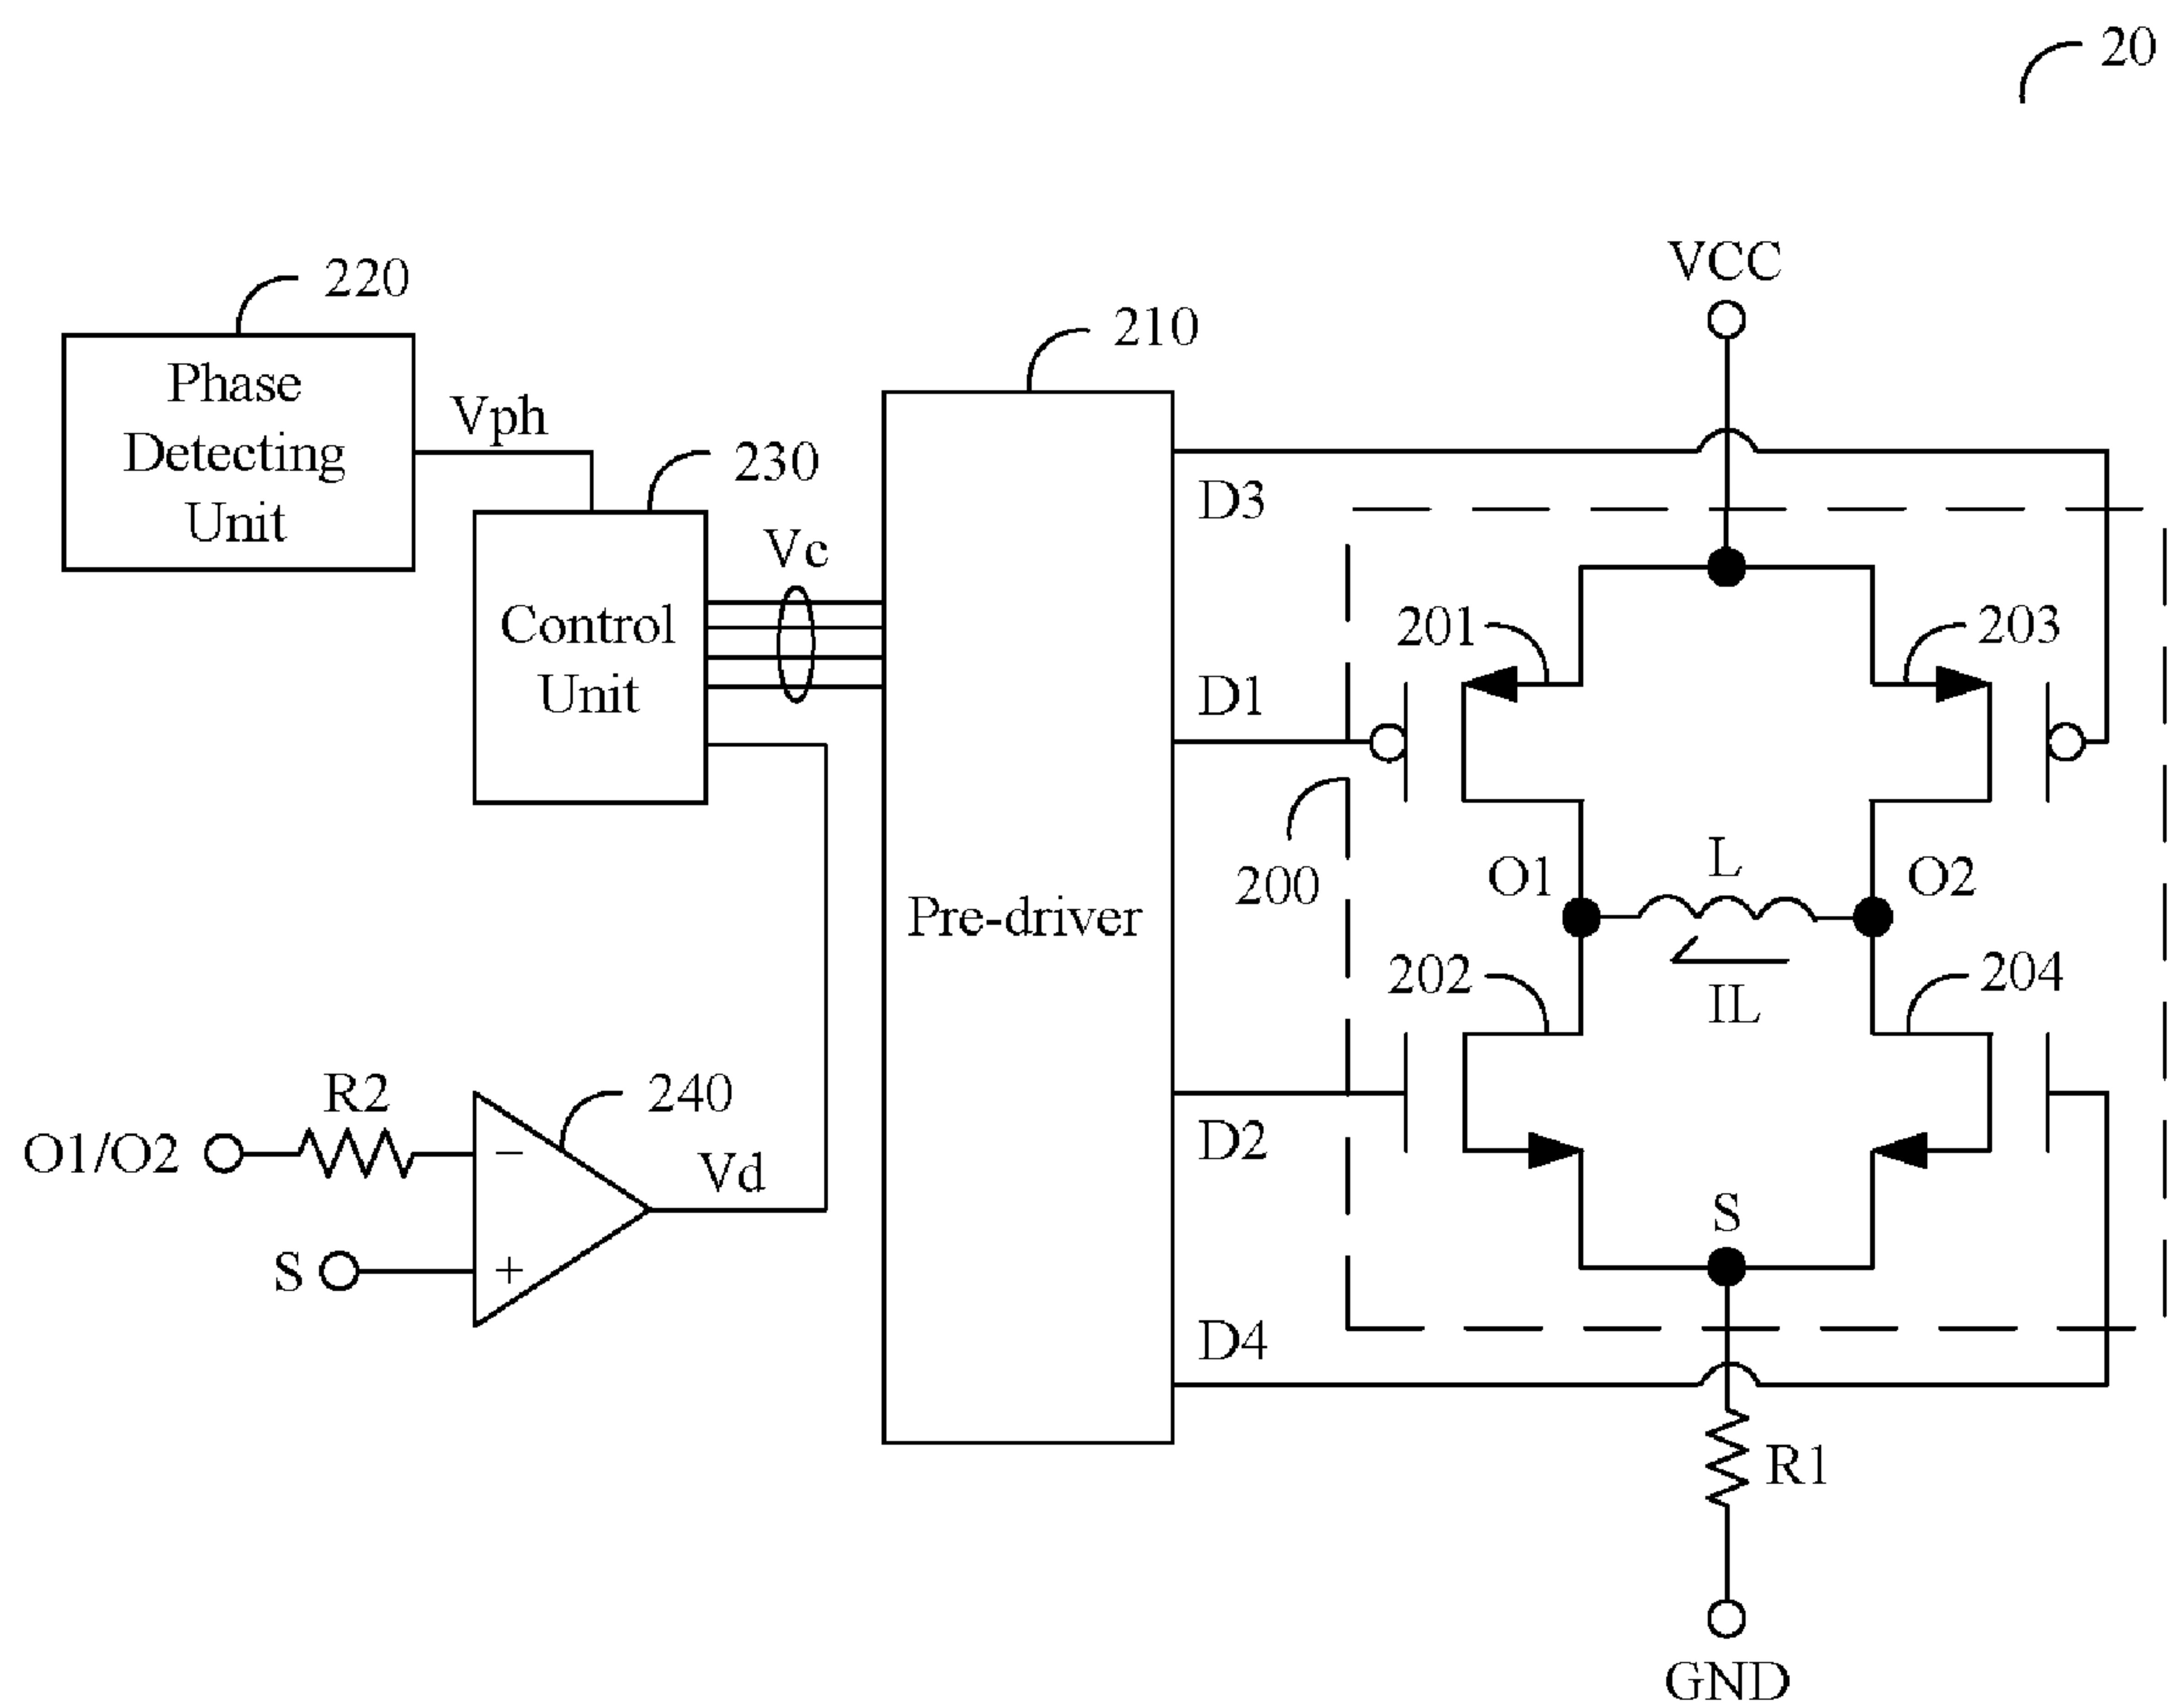 20
VCC
220
210
Phase
Detecting
Unit
Vph
230
D3
Vc
Control
Unit
201
203
D1
200
O1
L
O2
Pre-driver
202
IL
204
R2
240
O1/O2
−
Vd
D2
S
S
+
D4
R1
GND